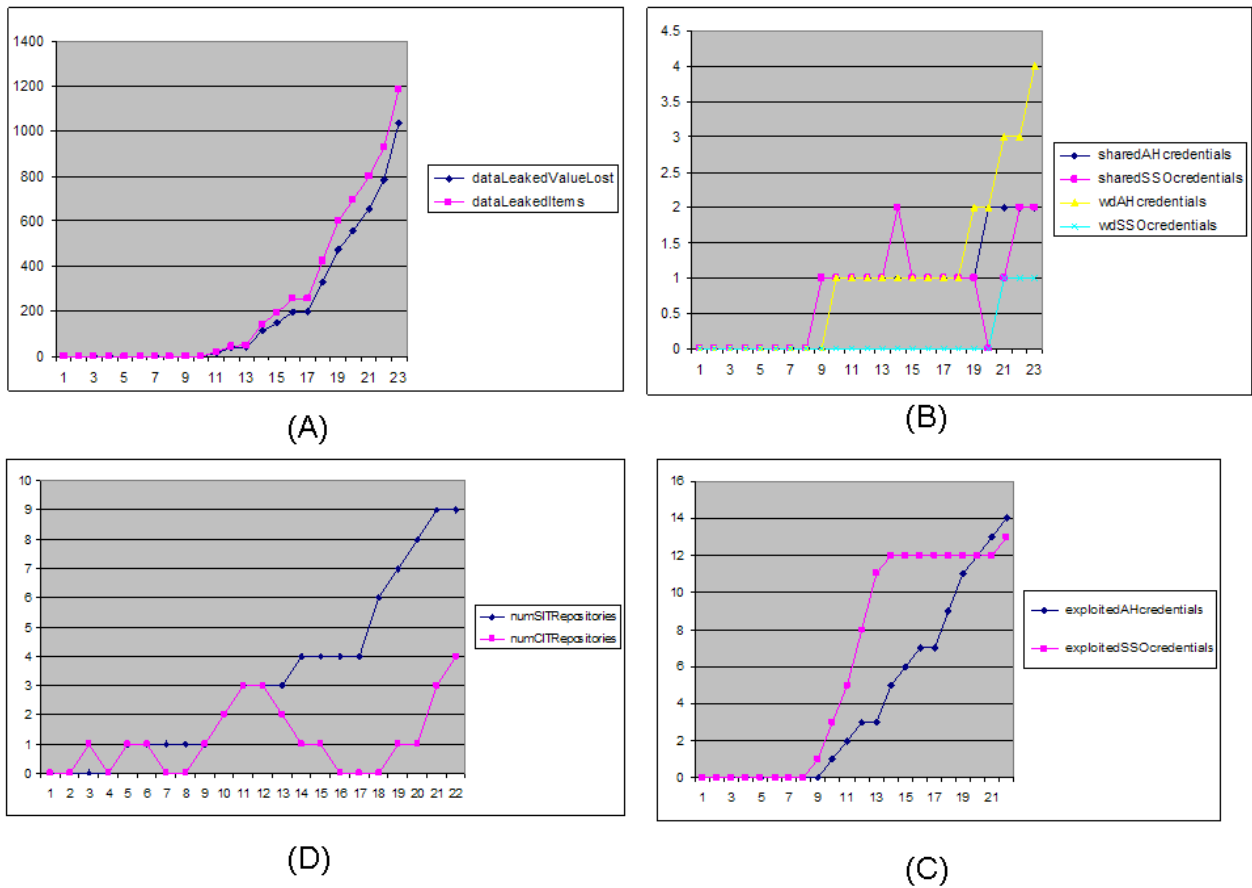 1400
1200
1000
800
600
400
200
0
1 3 5 7 9 11 13 15 17 19 21 23
dataLeakedValueLost
dataLeakedItems
(A)
4.5
4
3.5
3
2.5
2
1.5
1
0.5
0
1 3 5 7 9 11 13 15 17 19 21 23
sharedAHcredentials
sharedSSOcredentials
wdAHcredentials
wdSSOcredentials
(B)
10
9
8
7
6
5
4
3
2
1
0
1 2 3 4 5 6 7 8 9 10 11 12 13 14 15 16 17 18 19 20 21 22
numSITRepositories
numCITRepositories
(D)
16
14
12
10
8
6
4
2
0
1 3 5 7 9 11 13 15 17 19 21
exploitedAHcredentials
exploitedSSOcredentials
(C)